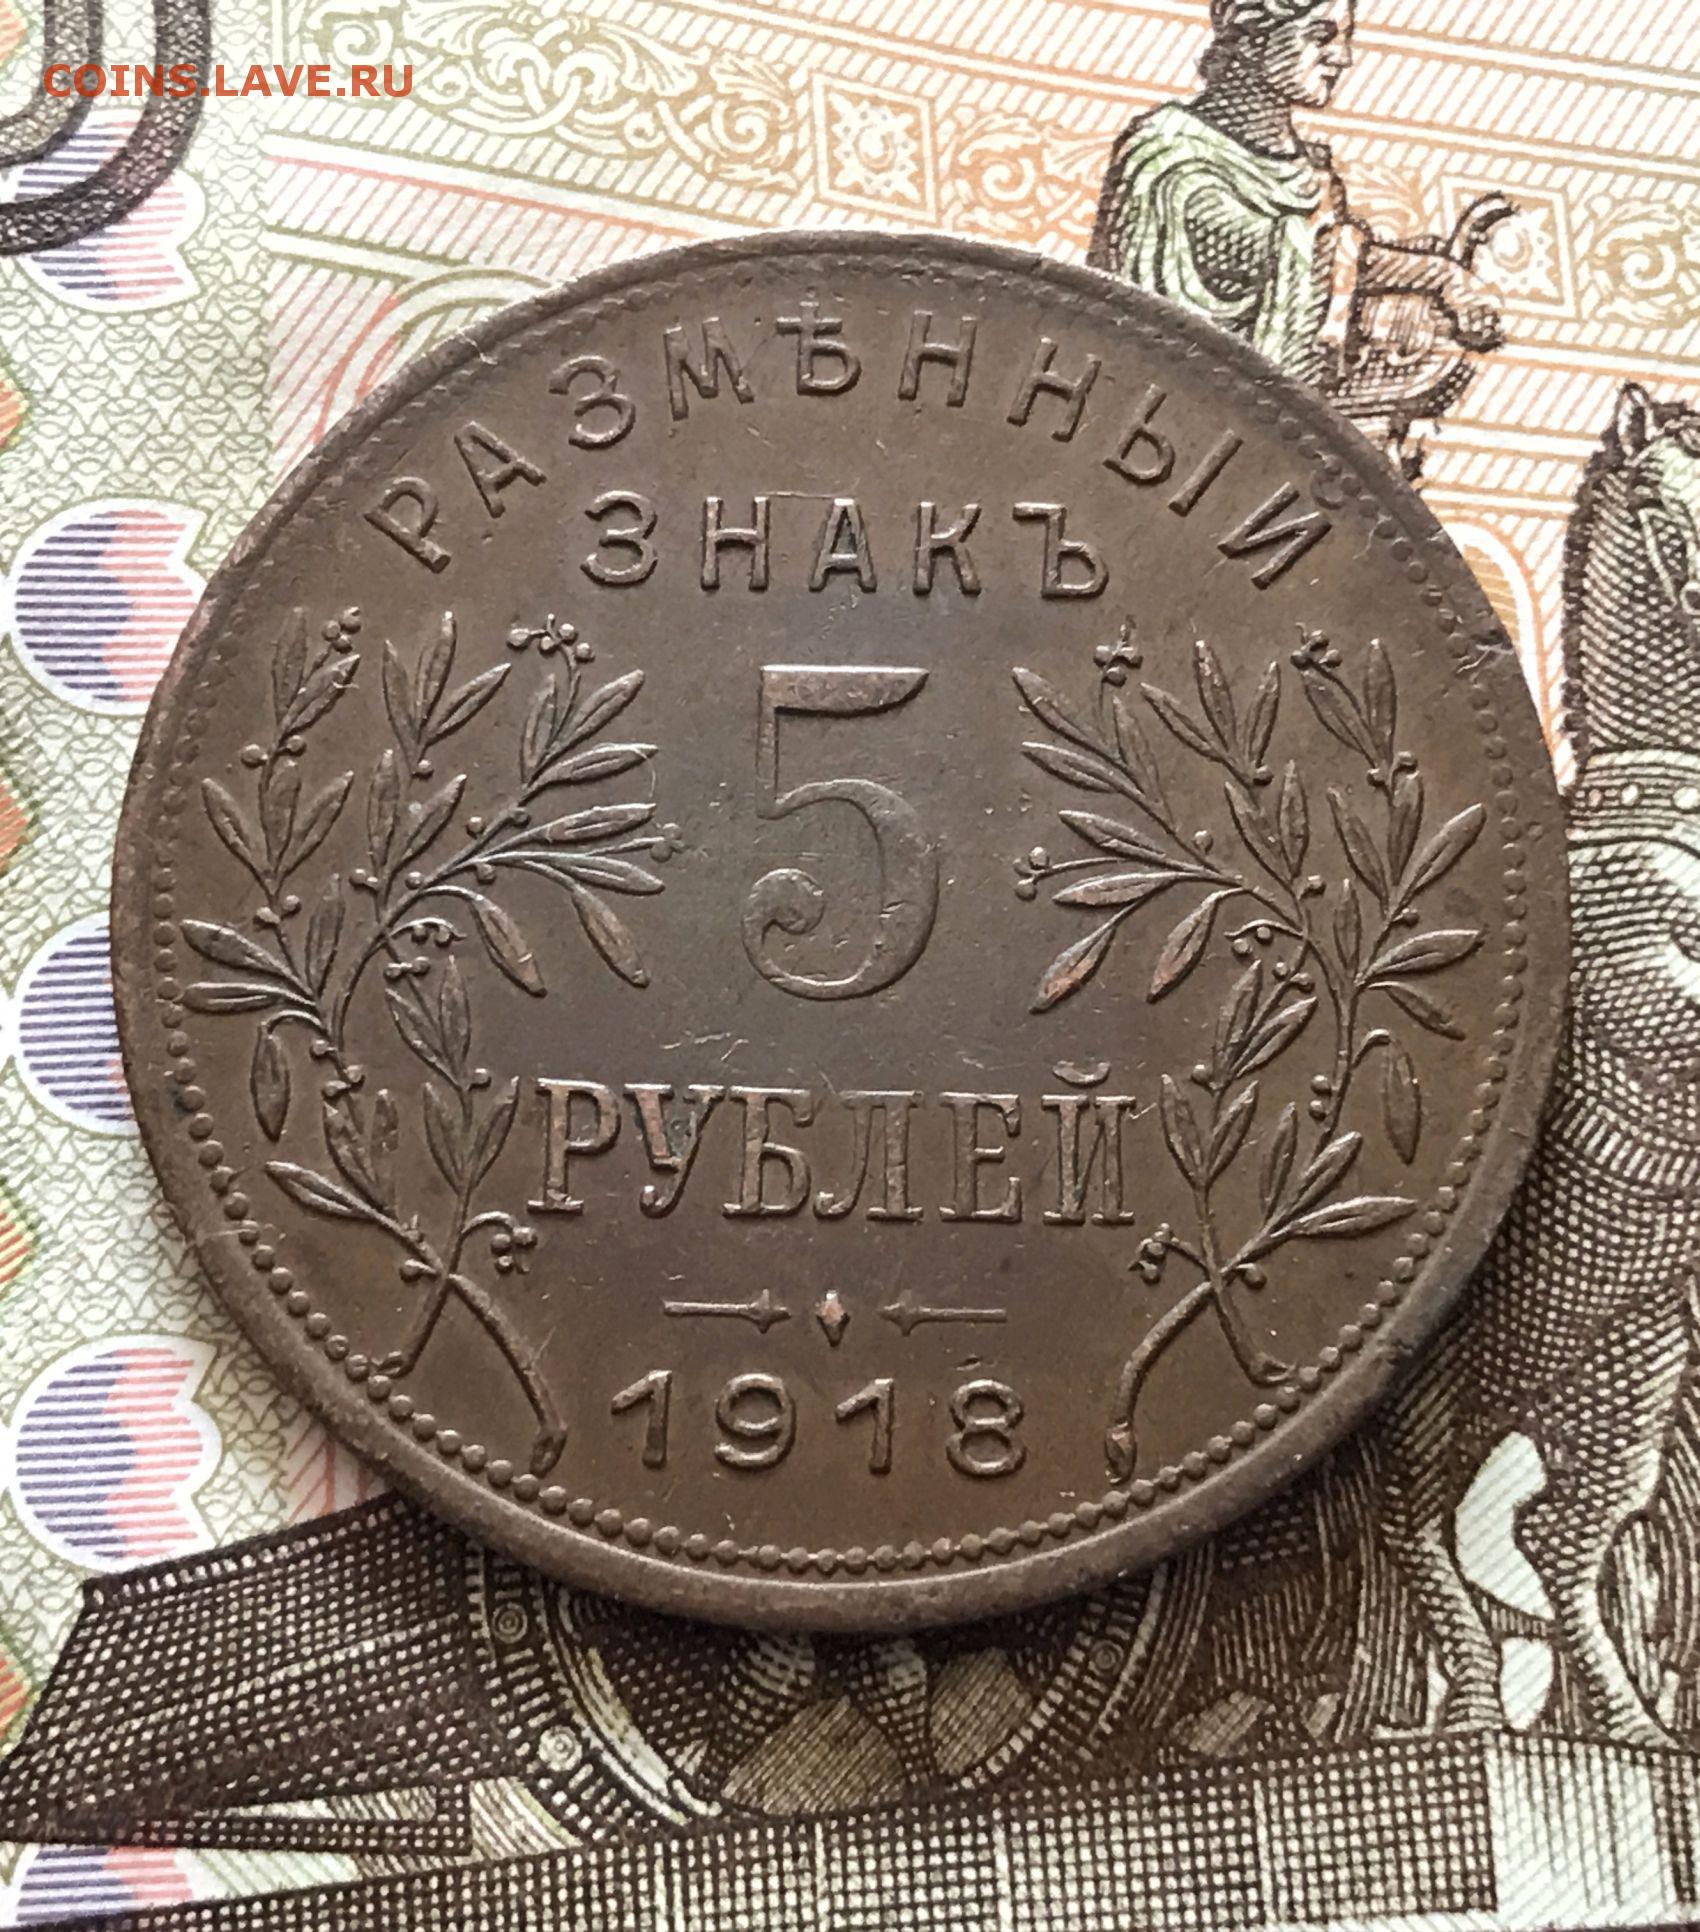 COINS.LAVE.RU
РАЗМѢННЫЙ
ЗНАКЪ
5
РУБЛЕЙ
1918